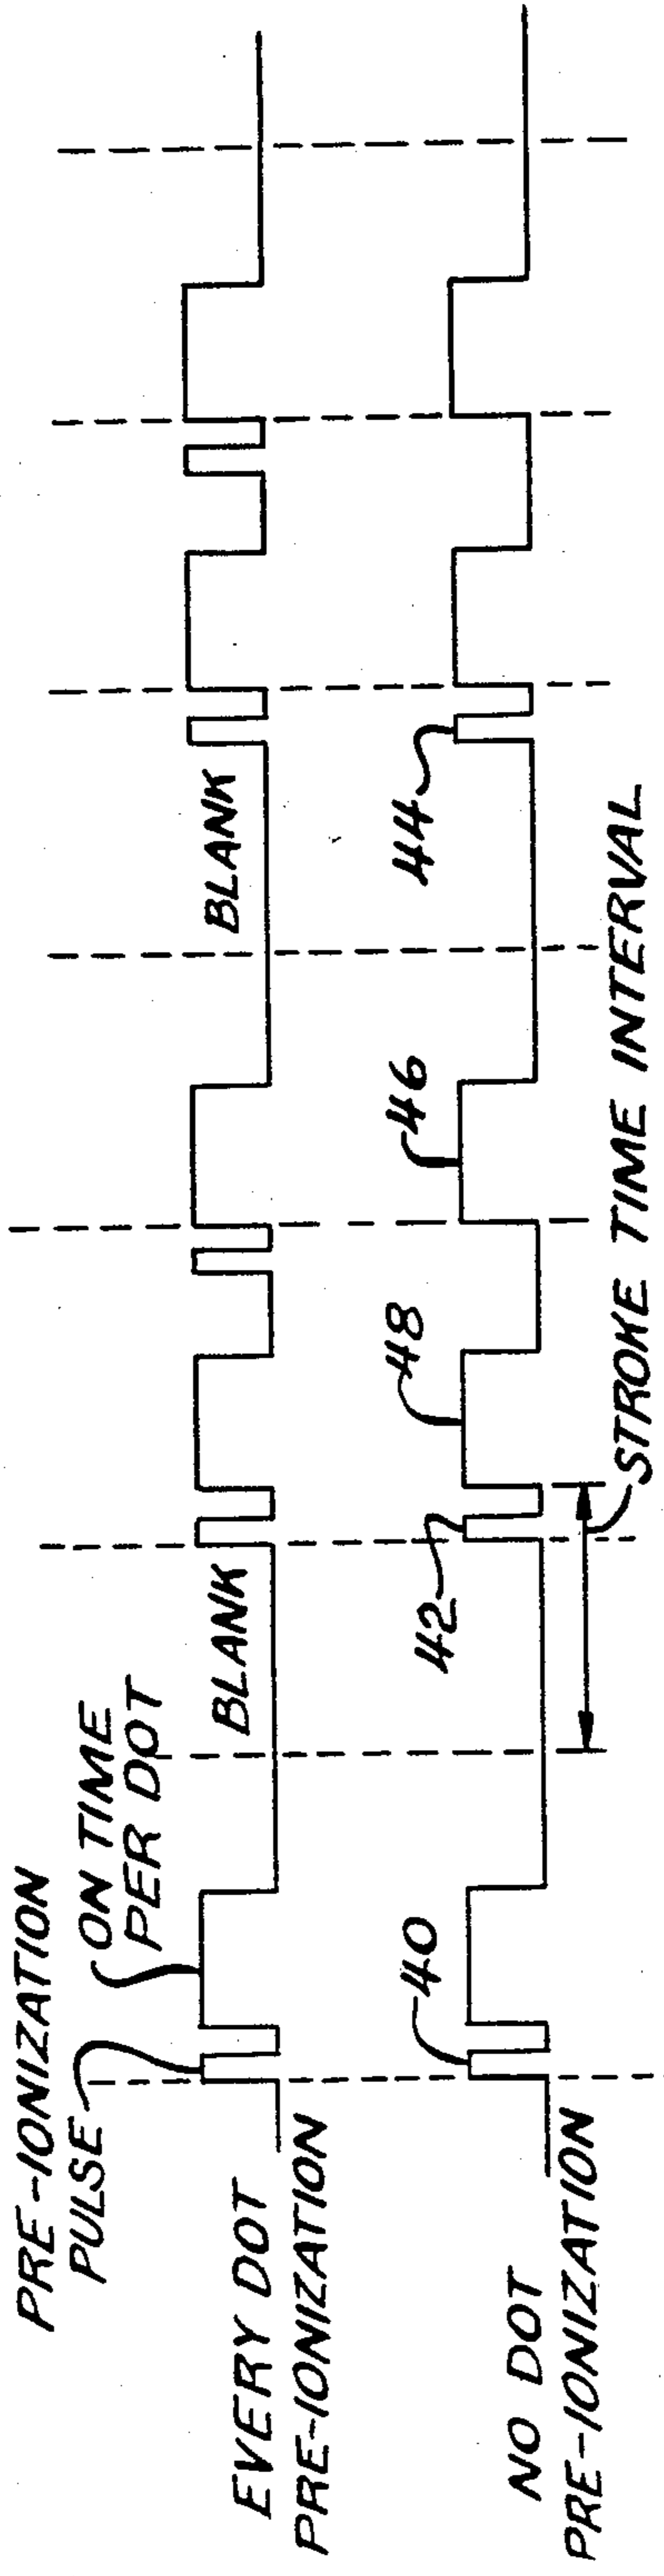 PRE-IONIZATION
PULSE
ON TIME
PER DOT
BLANK
BLANK
EVERY DOT
PRE-IONIZATION
40
42
48
46
44
NO DOT
PRE-IONIZATION
STROKE TIME INTERVAL